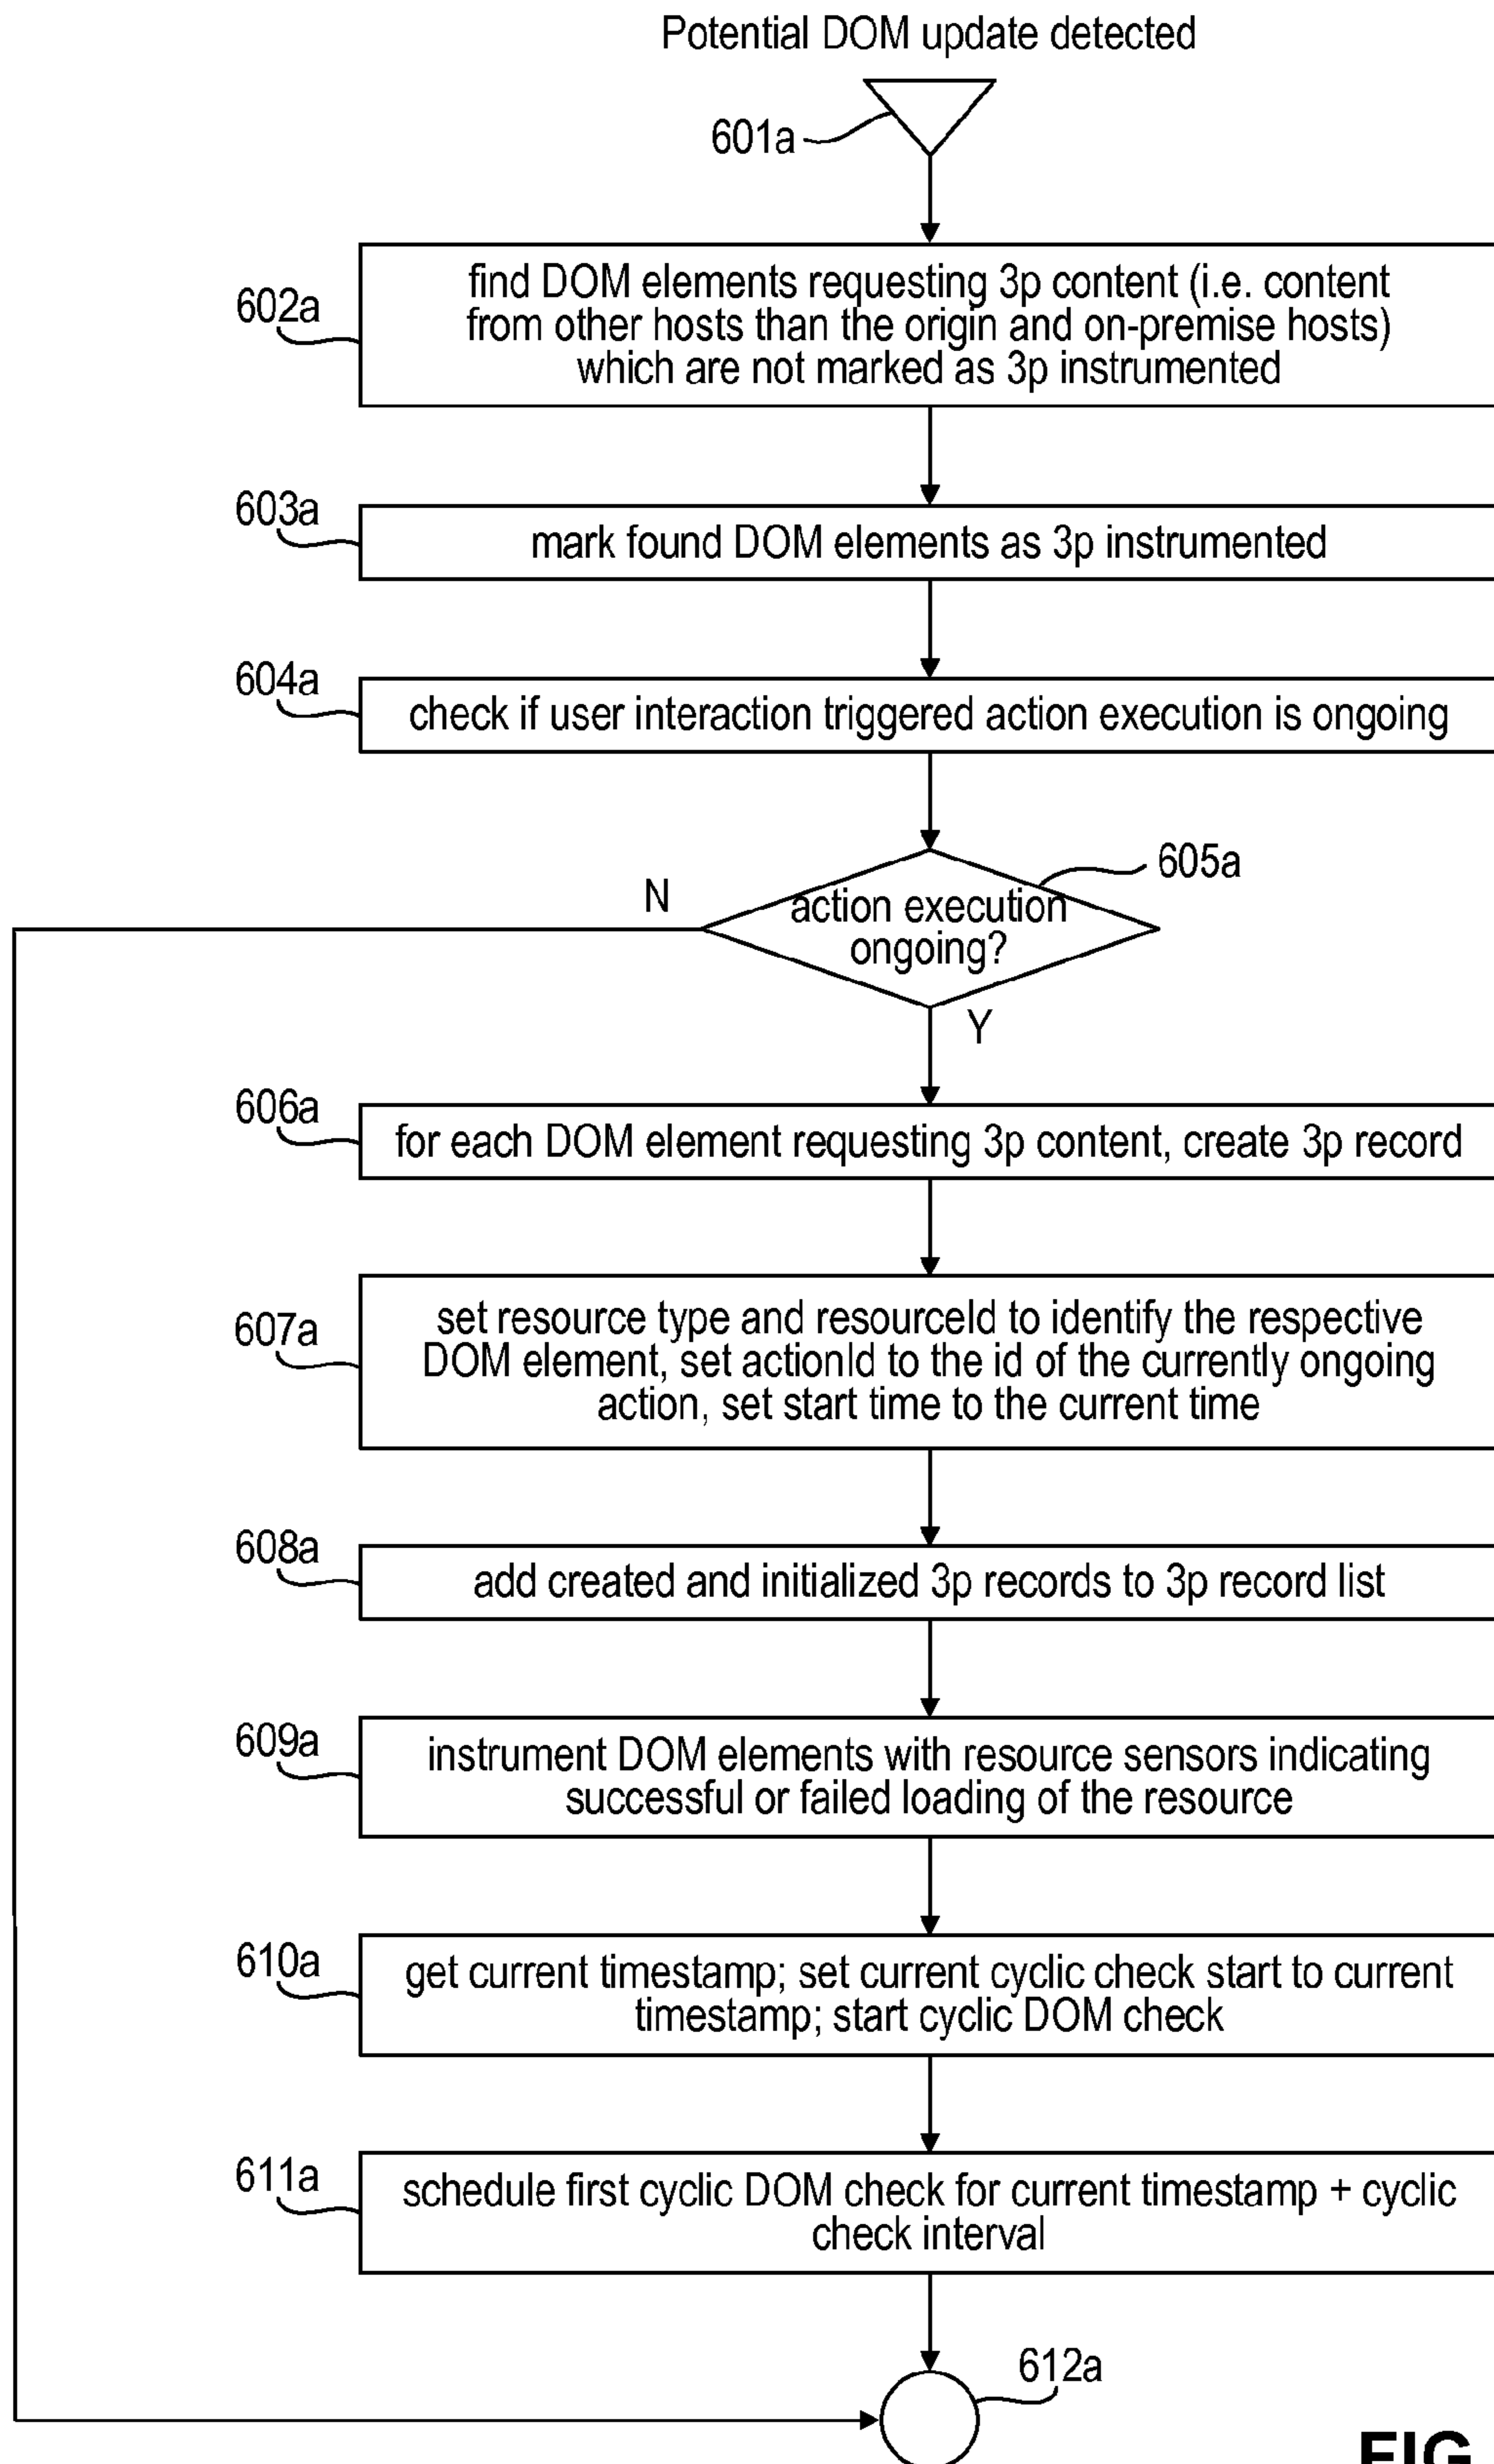 Potential DOM update detected
601a
602a
find DOM elements requesting 3p content (i.e. content
from other hosts than the origin and on-premise hosts)
which are not marked as 3p instrumented
603a
mark found DOM elements as 3p instrumented
604a
check if user interaction triggered action execution is ongoing
605a
N
action execution
ongoing?
Y
606a
for each DOM element requesting 3p content, create 3p record
607a
set resource type and resourceId to identify the respective
DOM element, set actionId to the id of the currently ongoing
action, set start time to the current time
608a
add created and initialized 3p records to 3p record list
609a
instrument DOM elements with resource sensors indicating
successful or failed loading of the resource
610a
get current timestamp; set current cyclic check start to current
timestamp; start cyclic DOM check
611a
schedule first cyclic DOM check for current timestamp + cyclic
check interval
612a
FIG